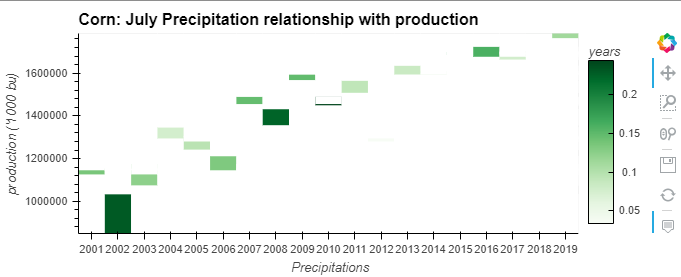 Corn: July Precipitation relationship with production
years
1600000
1400000
1200000
1000000
production ('1000 bu)
0.2
0.15
0.1
0.05
2001 2002 2003 2004 2005 2006 2007 2008 2009 2010 2011 2012 2013 2014 2015 2016 2017 2018 2019
Precipitations